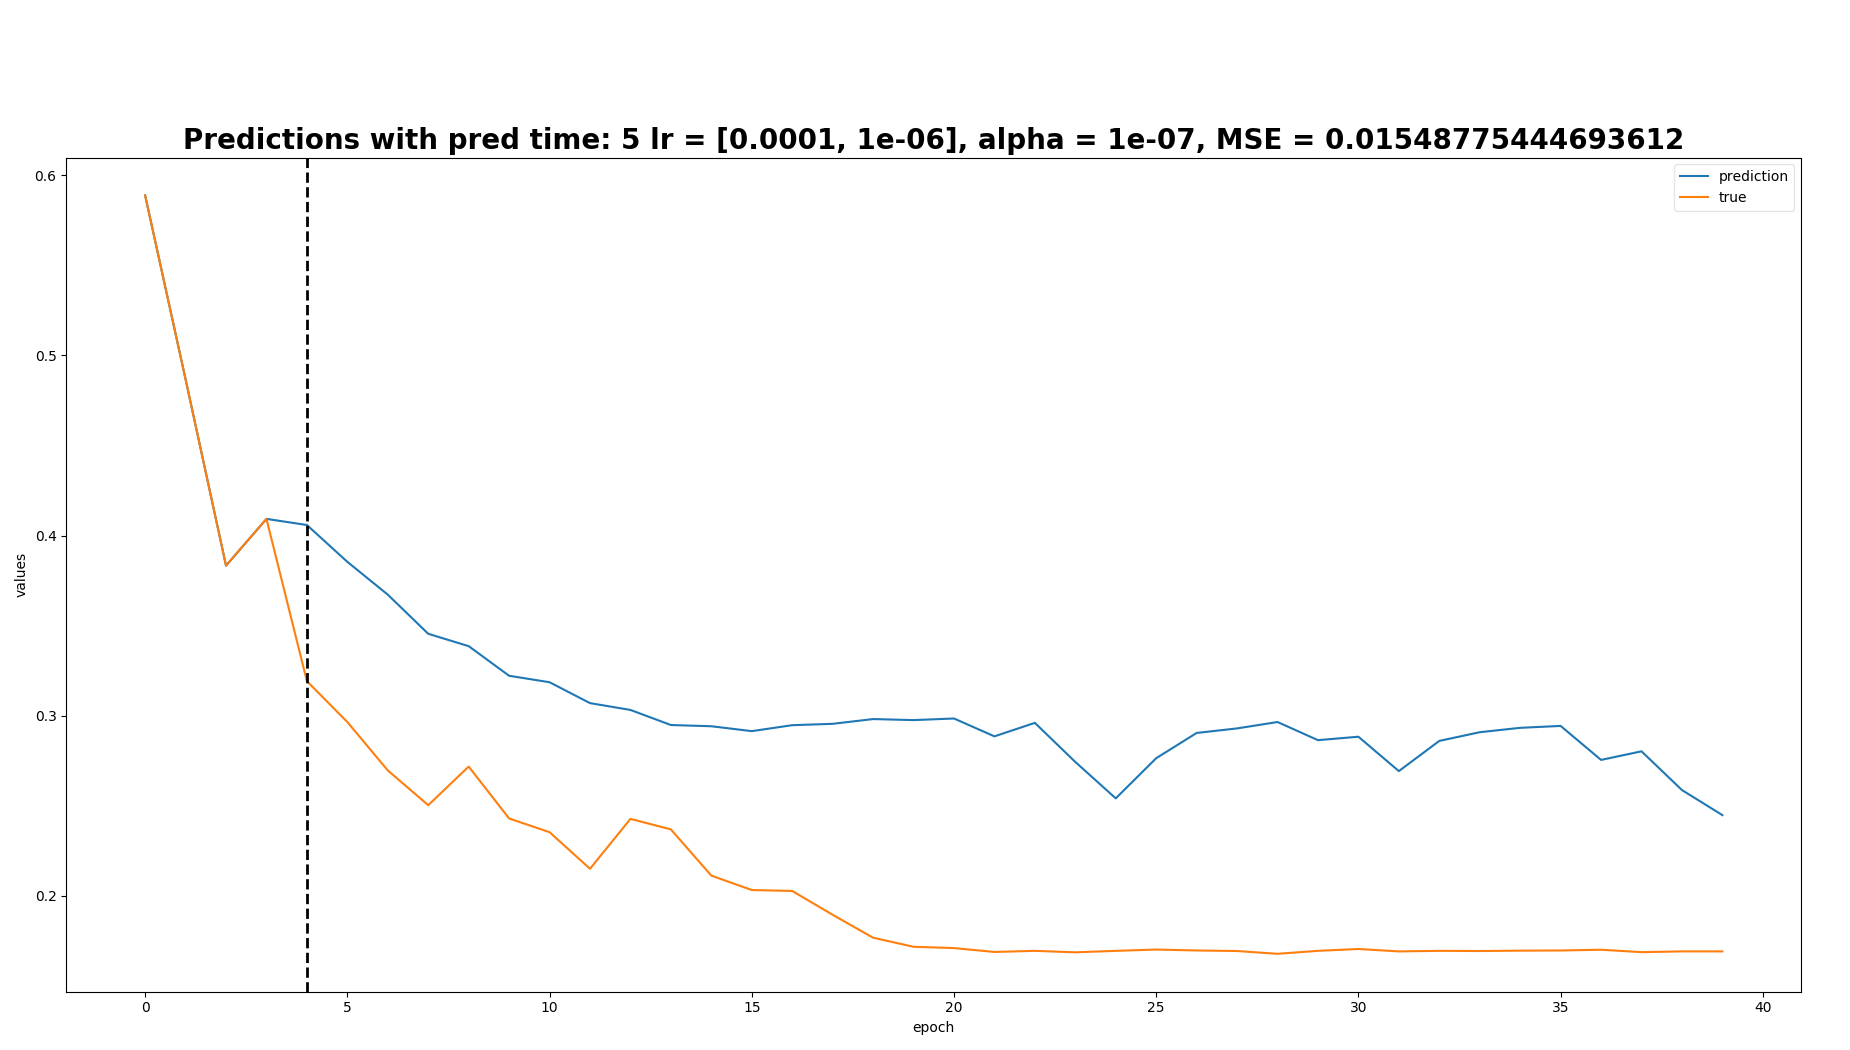 Predictions with pred time: 5 lr = [0.0001, 1e-06], alpha = 1e-07, MSE = 0.01548775444693612
prediction
true
0.6
0.5
0.4
0.3
0.2
values
0 5 10 15 20 25 30 35 40
epoch